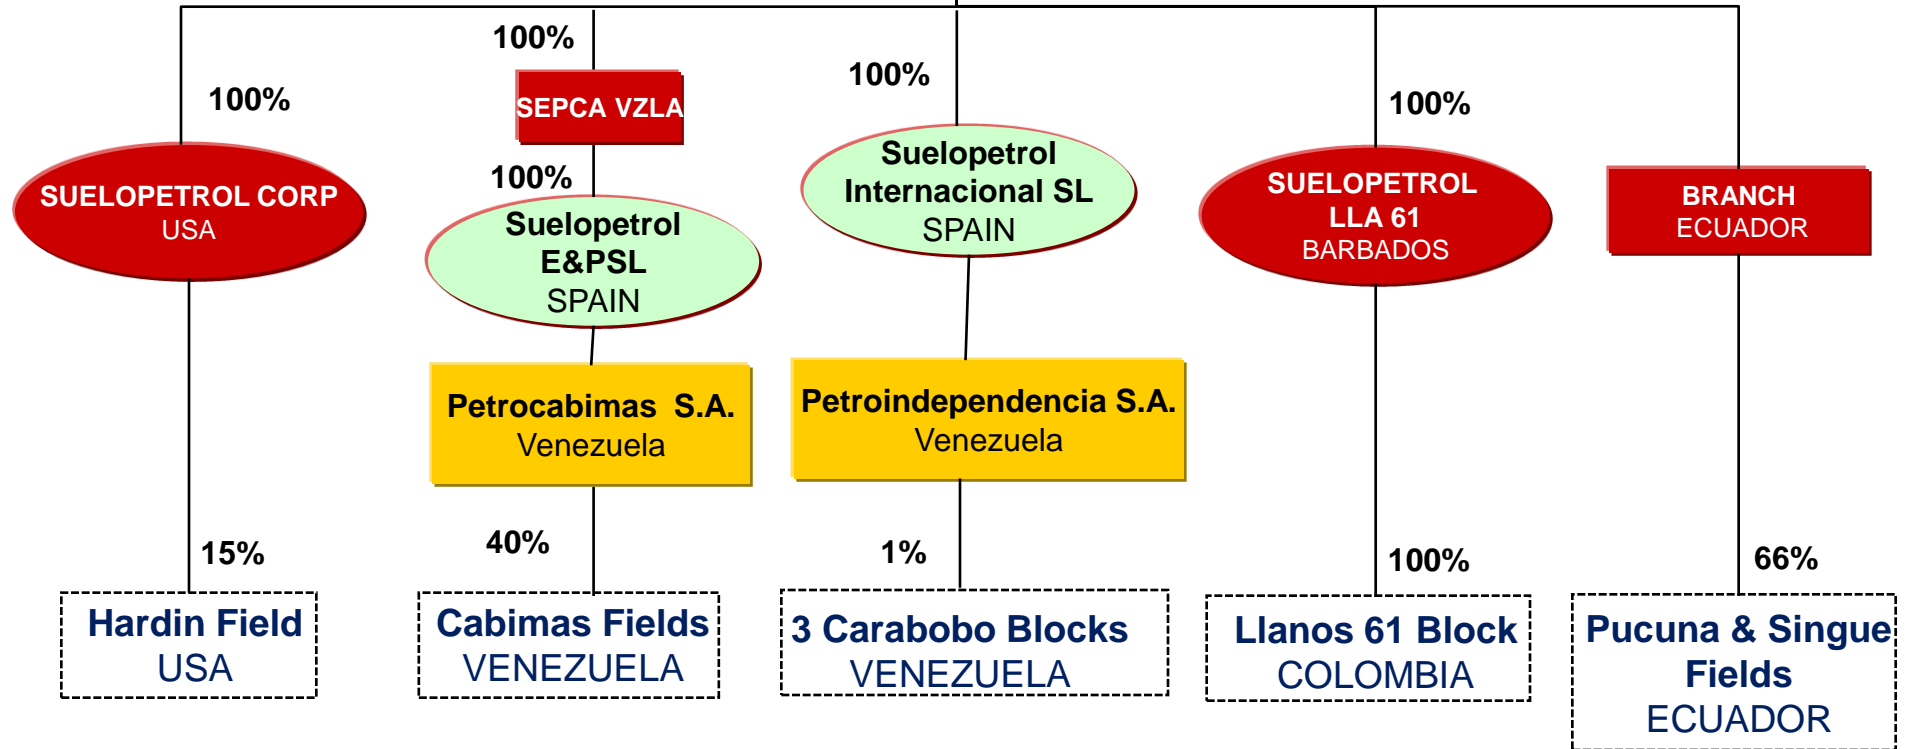 100%
SUELOPETROL CORP
USA
15%
Hardin Field
USA
100%
SEPCA VZLA
100%
Suelopetrol
E&PSL
SPAIN
Petrocabimas S.A.
Venezuela
40%
Cabimas Fields
VENEZUELA
100%
Suelopetrol
Internacional SL
SPAIN
Petroindependencia S.A.
Venezuela
1%
3 Carabobo Blocks
VENEZUELA
100%
SUELOPETROL
LLA 61
BARBADOS
100%
Llanos 61 Block
COLOMBIA
BRANCH
ECUADOR
66%
Pucuna & Singue
Fields
ECUADOR